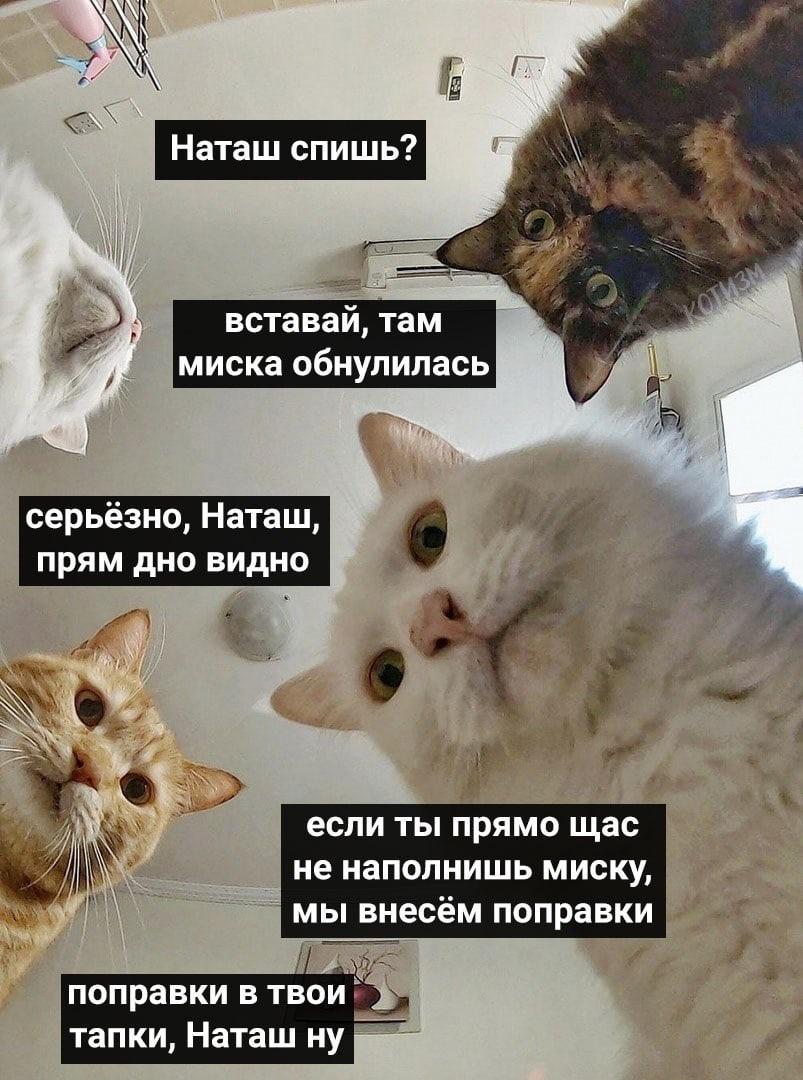 Наташ спишь?
вставай, там
миска обнулилась
КОТИЗМ
серьёзно, Наташ,
прям дно видно
если ты прямо щас
не наполнишь миску,
мы внесём поправки
поправки в твои
тапки, Наташ ну